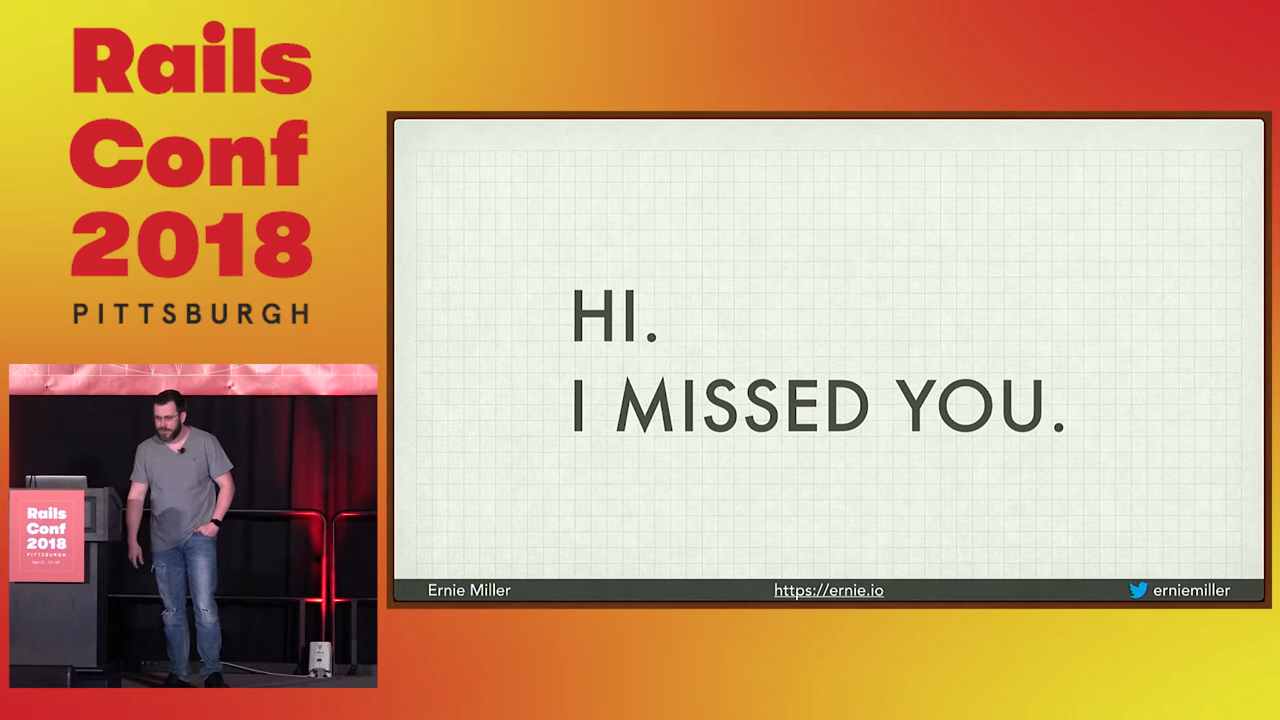 Rails
Conf
2018
PITTSBURGH
HI.
I MISSED YOU.
Ernie Miller
https://ernie.io
erniemiller
Rails
Conf
2018
PITTSBURGH